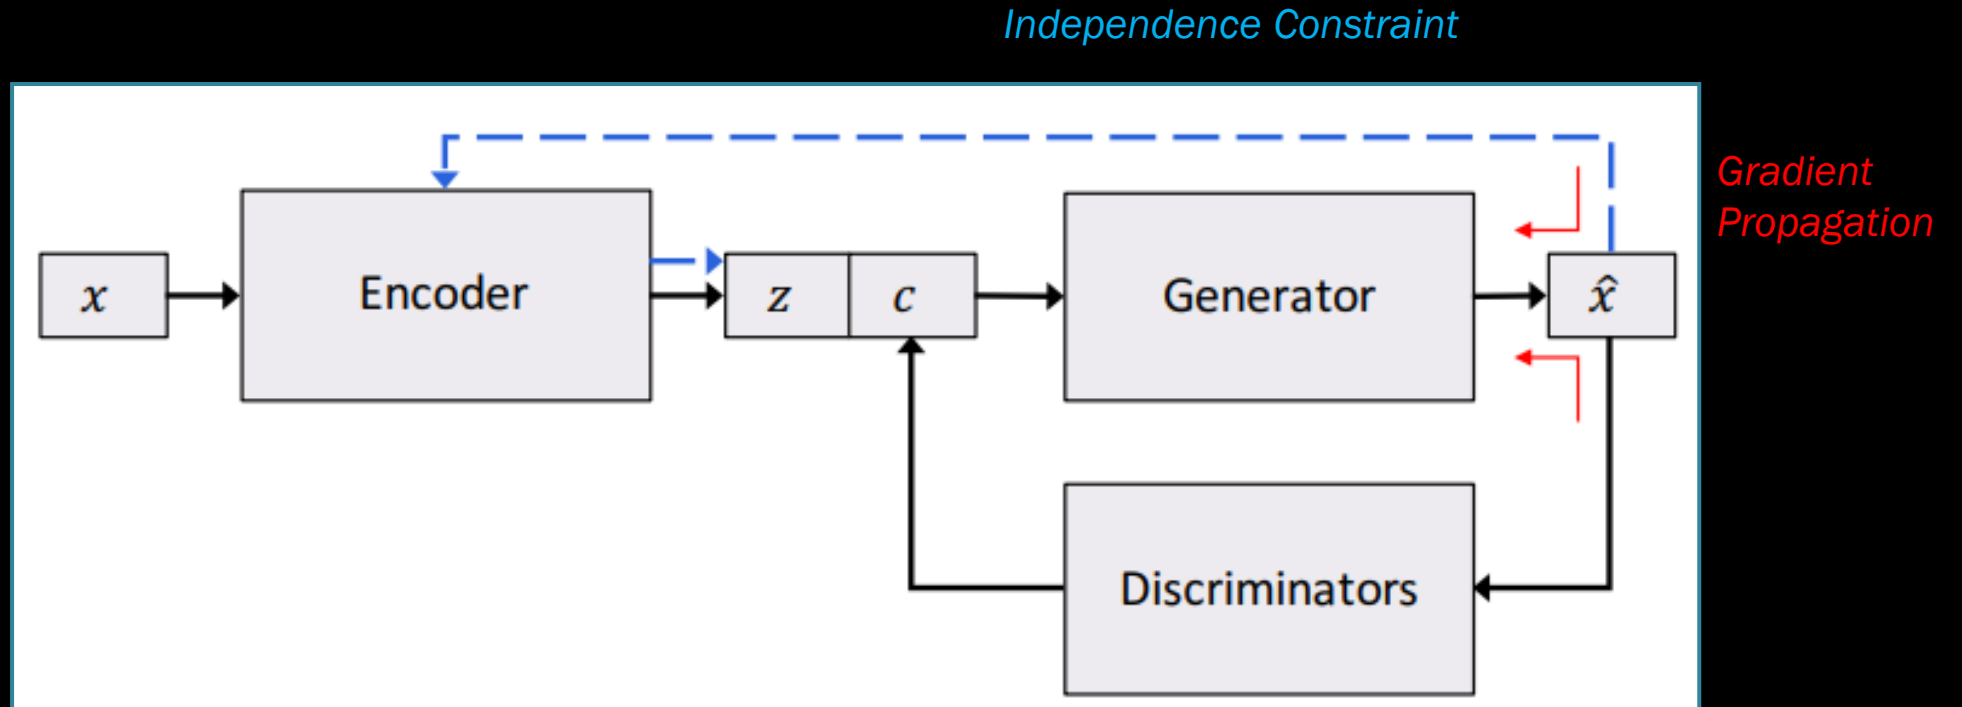 Independence Constraint
Gradient
Propagation
x
Encoder
z
c
Generator
x̂
Discriminators